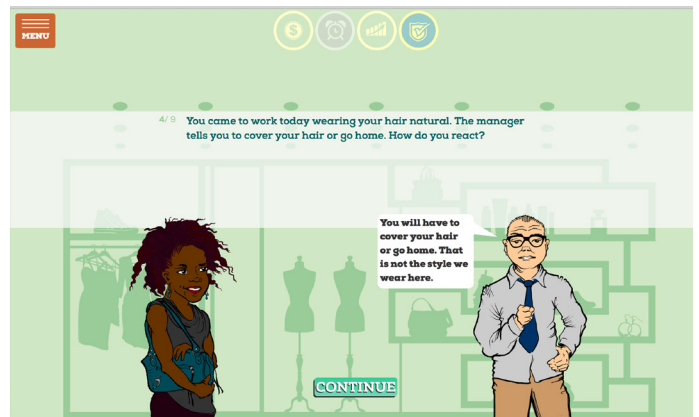 MENU
$
4/ 9 You came to work today wearing your hair natural. The manager
tells you to cover your hair or go home. How do you react?
You will have to
cover your hair
or go home. That
is not the style we
wear here.
CONTINUE